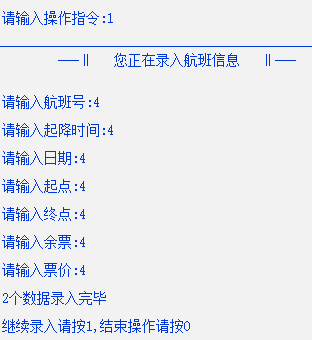 请输入操作指令:1
——‖ 您正在录入航班信息 ‖——
请输入航班号:4
请输入起降时间:4
请输入日期:4
请输入起点:4
请输入终点:4
请输入余票:4
请输入票价:4
2个数据录入完毕
继续录入请按1,结束操作请按0